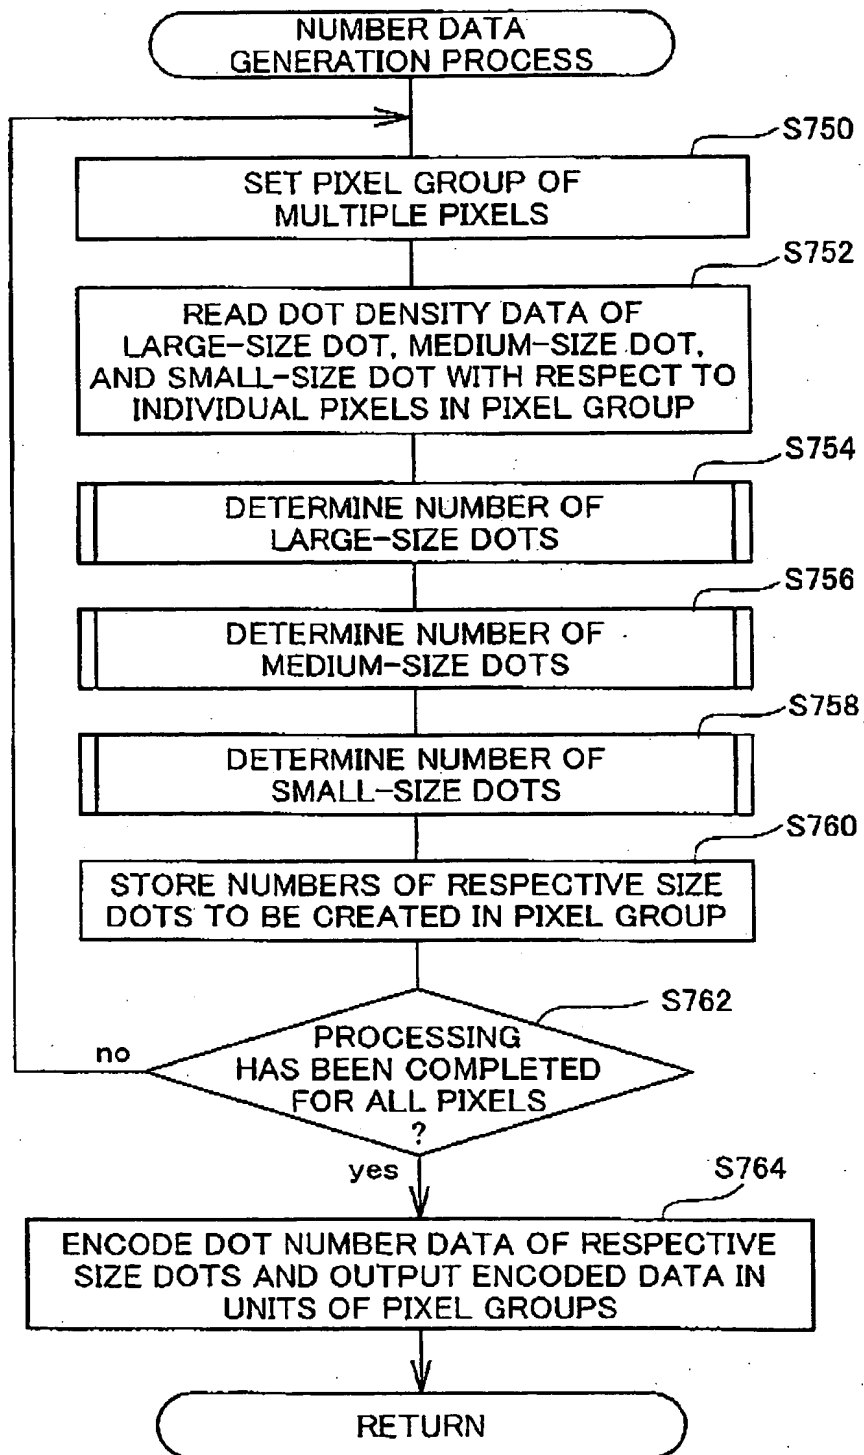 NUMBER DATA
GENERATION PROCESS
S750
SET PIXEL GROUP OF
MULTIPLE PIXELS
S752
READ DOT DENSITY DATA OF
LARGE-SIZE DOT, MEDIUM-SIZE DOT,
AND SMALL-SIZE DOT WITH RESPECT TO
INDIVIDUAL PIXELS IN PIXEL GROUP
S754
DETERMINE NUMBER OF
LARGE-SIZE DOTS
S756
DETERMINE NUMBER OF
MEDIUM-SIZE DOTS
S758
DETERMINE NUMBER OF
SMALL-SIZE DOTS
S760
STORE NUMBERS OF RESPECTIVE SIZE
DOTS TO BE CREATED IN PIXEL GROUP
S762
PROCESSING
HAS BEEN COMPLETED
FOR ALL PIXELS
?
no
yes
S764
ENCODE DOT NUMBER DATA OF RESPECTIVE
SIZE DOTS AND OUTPUT ENCODED DATA IN
UNITS OF PIXEL GROUPS
RETURN